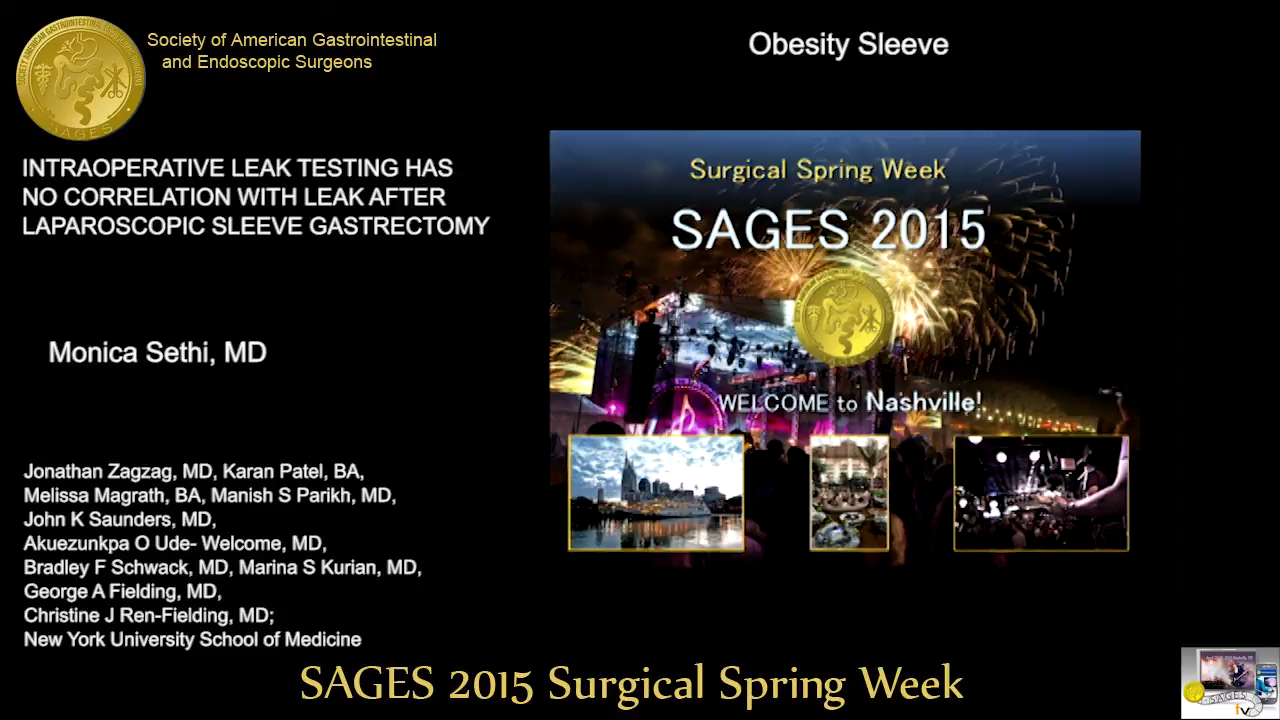 Society of American Gastrointestinal
and Endoscopic Surgeons
Obesity Sleeve
SAGES
INTRAOPERATIVE LEAK TESTING HAS
NO CORRELATION WITH LEAK AFTER
LAPAROSCOPIC SLEEVE GASTRECTOMY
Monica Sethi, MD
Jonathan Zagzag, MD, Karan Patel, BA,
Melissa Magrath, BA, Manish S Parikh, MD,
John K Saunders, MD,
Akuezunkpa O Ude- Welcome, MD,
Bradley F Schwack, MD, Marina S Kurian, MD,
George A Fielding, MD,
Christine J Ren-Fielding, MD;
New York University School of Medicine
Surgical Spring Week
SAGES 2015
WELCOME to Nashville!
SAGES 2015 Surgical Spring Week
SAGES
tv